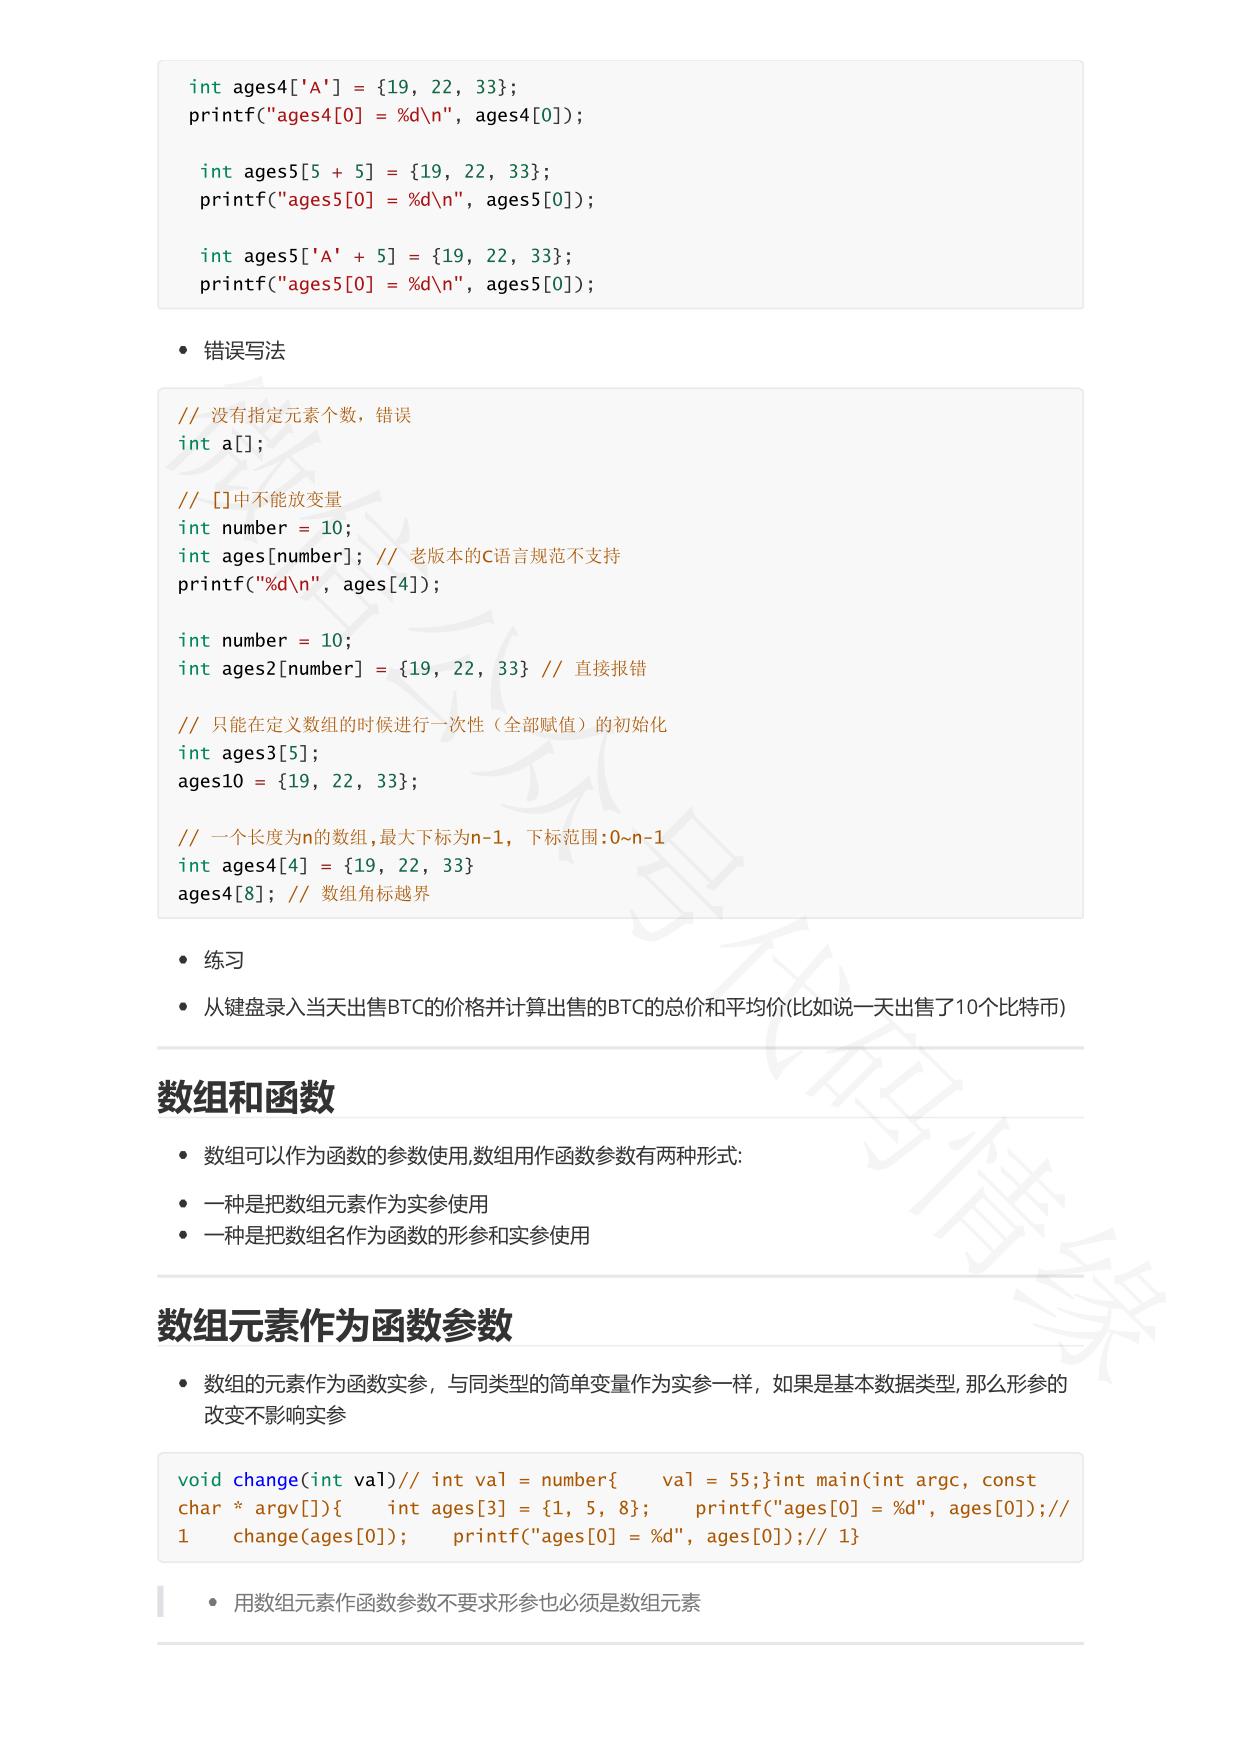 int ages4['A'] = {19, 22, 33};
printf("ages4[0] = %d\n", ages4[0]);
int ages5[5 + 5] = {19, 22, 33};
printf("ages5[0] = %d\n", ages5[0]);
int ages5['A' + 5] = {19, 22, 33};
printf("ages5[0] = %d\n", ages5[0]);
错误写法
// 没有指定元素个数，错误
int a[];
// []中不能放变量
int number = 10;
int ages[number]; // 老版本的C语言规范不支持
printf("%d\n", ages[4]);
int number = 10;
int ages2[number] = {19, 22, 33} // 直接报错
// 只能在定义数组的时候进行一次性（全部赋值）的初始化
int ages3[5];
ages10 = {19, 22, 33};
// 一个长度为n的数组,最大下标为n-1, 下标范围:0~n-1
int ages4[4] = {19, 22, 33}
ages4[8]; // 数组角标越界
练习
从键盘录入当天出售BTC的价格并计算出售的BTC的总价和平均价(比如说一天出售了10个比特币)
数组和函数
数组可以作为函数的参数使用,数组用作函数参数有两种形式:
一种是把数组元素作为实参使用
一种是把数组名作为函数的形参和实参使用
数组元素作为函数参数
数组的元素作为函数实参，与同类型的简单变量作为实参一样，如果是基本数据类型, 那么形参的
改变不影响实参
void change(int val)// int val = number{    val = 55;}int main(int argc, const
char * argv[]){    int ages[3] = {1, 5, 8};    printf("ages[0] = %d", ages[0]);//
1    change(ages[0]);    printf("ages[0] = %d", ages[0]);// 1}
用数组元素作函数参数不要求形参也必须是数组元素
微信公众号代码情缘